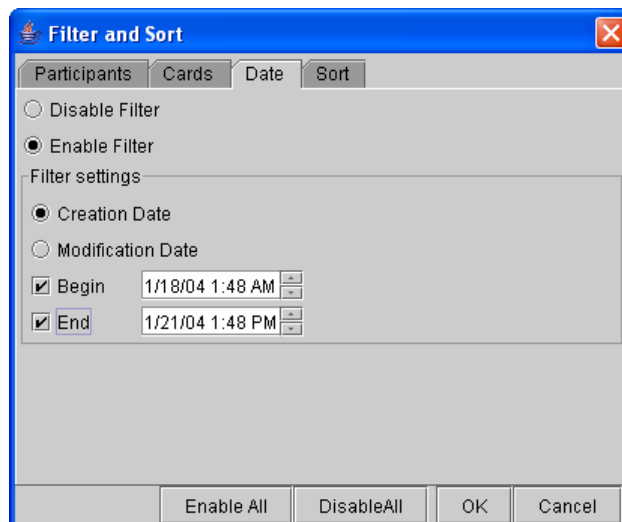 Filter and Sort
Participants Cards Date Sort
Disable Filter
Enable Filter
Filter settings
Creation Date
Modification Date
Begin 1/18/04 1:48 AM
End 1/21/04 1:48 PM
Enable All DisableAll OK Cancel